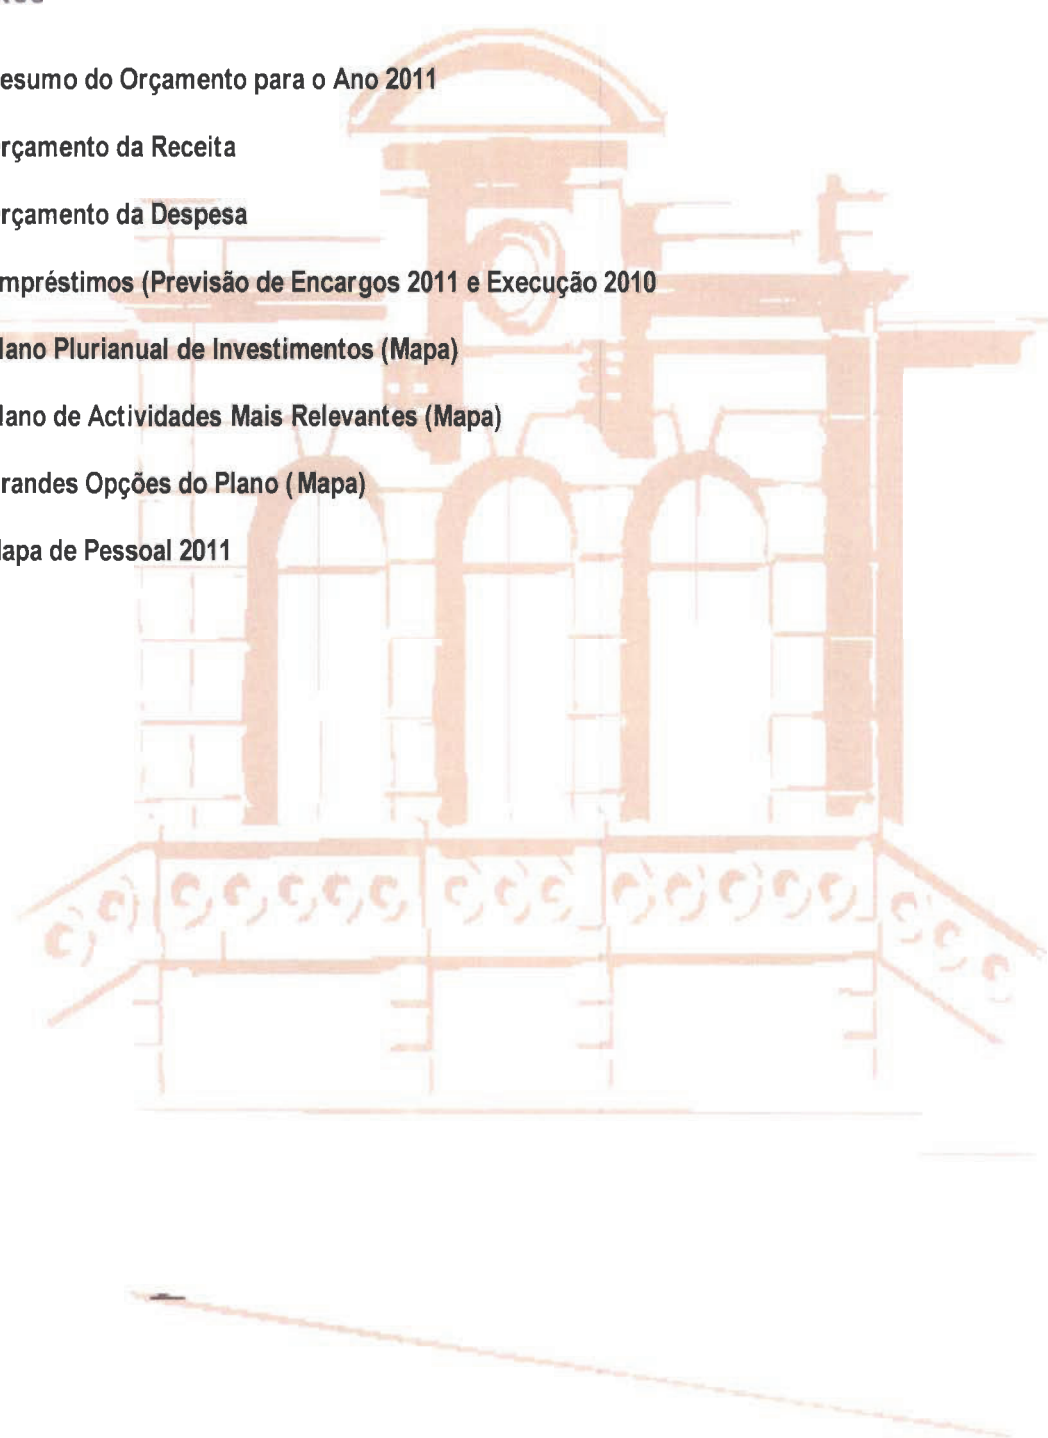 esumo do Orçamento para o Ano 2011
rçamento da Receita
rçamento da Despesa
mpréstimos (Previsão de Encargos 2011 e Execução 2010
lano Plurianual de Investimentos (Mapa)
lano de Actividades Mais Relevantes (Mapa)
randes Opções do Plano (Mapa)
apa de Pessoal 2011